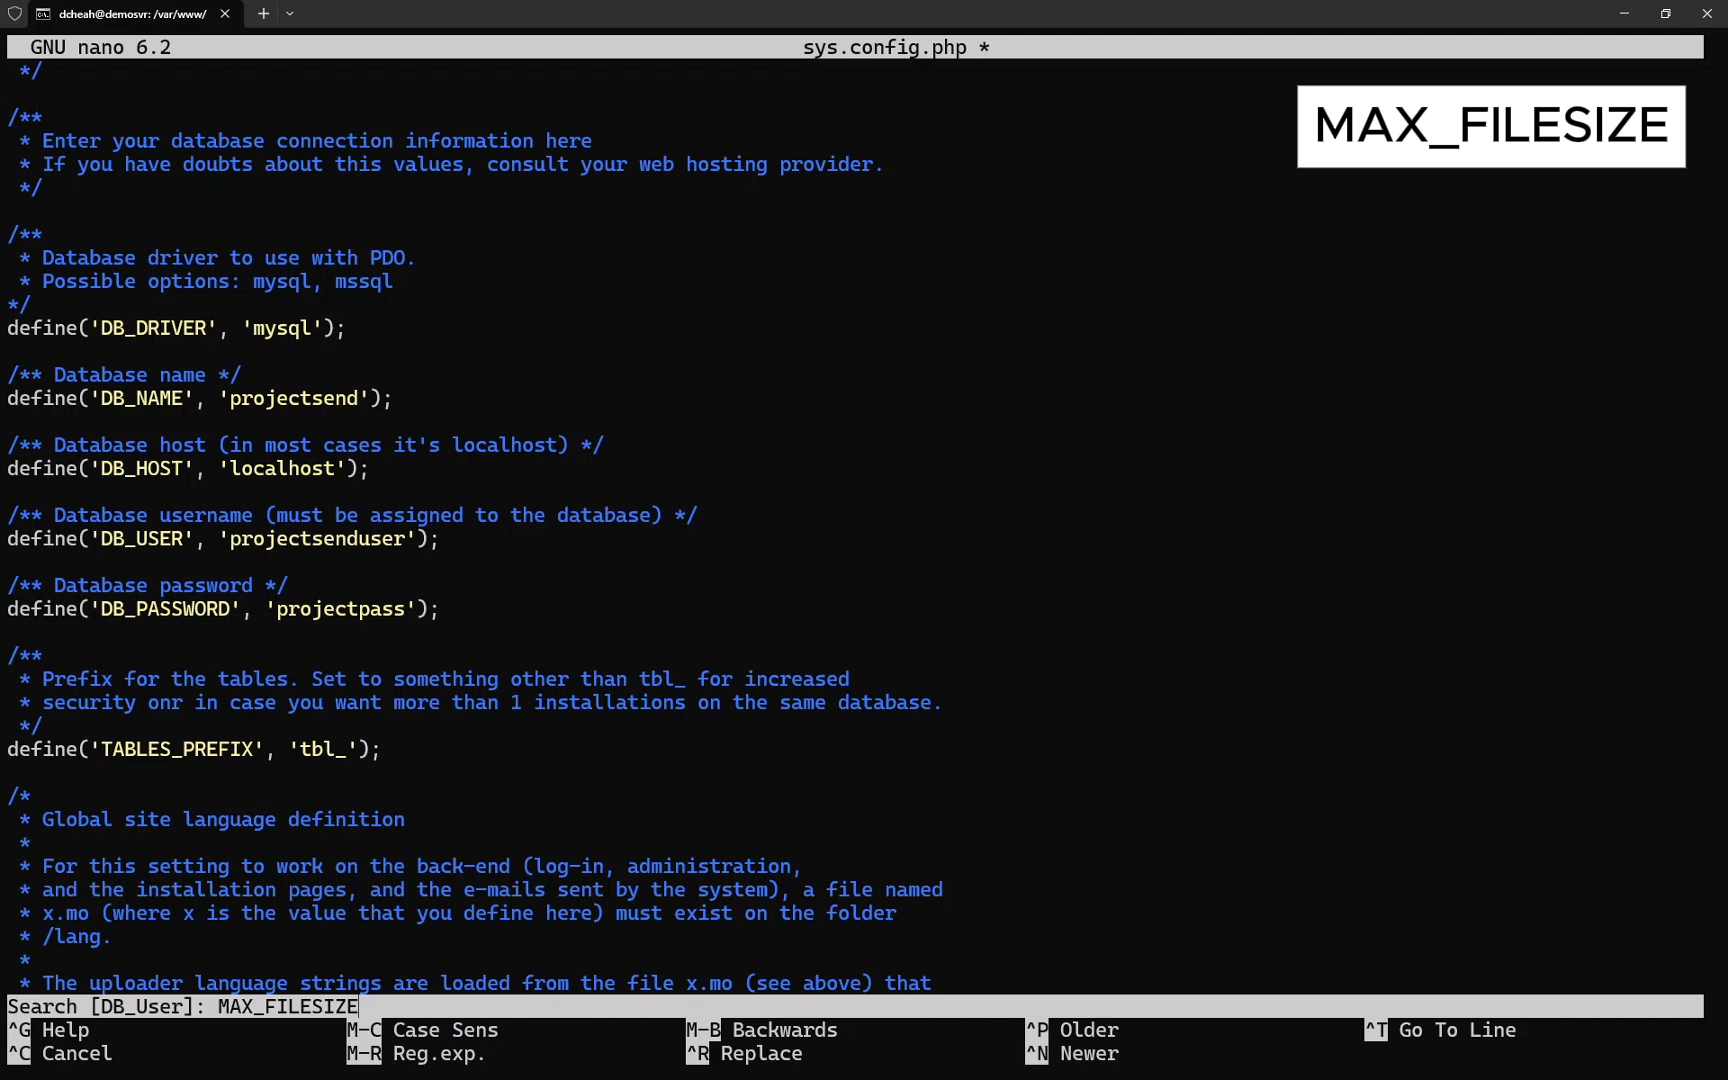 dcheah@demosvr: /var/www/
GNU nano 6.2
sys.config.php *
*/
MAX_FILESIZE
/**
* Enter your database connection information here
* If you have doubts about this values, consult your web hosting provider.
*/
/**
* Database driver to use with PDO.
* Possible options: mysql, mssql
*/
define('DB_DRIVER', 'mysql');
/** Database name */
define('DB_NAME', 'projectsend');
/** Database host (in most cases it's localhost) */
define('DB_HOST', 'localhost');
/** Database username (must be assigned to the database) */
define('DB_USER', 'projectsenduser');
/** Database password */
define('DB_PASSWORD', 'projectpass');
/**
* Prefix for the tables. Set to something other than tbl_ for increased
* security onr in case you want more than 1 installations on the same database.
*/
define('TABLES_PREFIX', 'tbl_');
/*
* Global site language definition
*
* For this setting to work on the back-end (log-in, administration,
* and the installation pages, and the e-mails sent by the system), a file named
* x.mo (where x is the value that you define here) must exist on the folder
* /lang.
*
* The uploader language strings are loaded from the file x.mo (see above) that
Search [DB_User]: MAX_FILESIZE
^G Help M-C Case Sens M-B Backwards ^P Older ^T Go To Line
^C Cancel M-R Reg.exp. ^R Replace ^N Newer